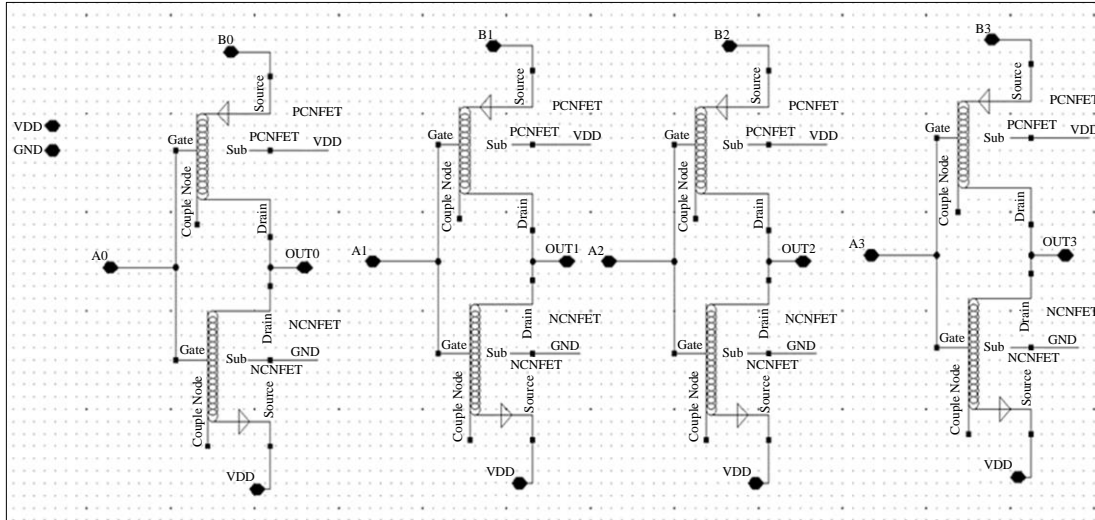 B0
B1
B2
B3
Source
Source
Source
Source
PCNFET
PCNFET
PCNFET
PCNFET
VDD
GND
Gate
PCNFET
Sub
VDD
Gate
PCNFET
Sub
VDD
Gate
PCNFET
Sub
VDD
Gate
PCNFET
Sub
VDD
Couple Node
Drain
Couple Node
Drain
Couple Node
Drain
Couple Node
Drain
A0
OUT0
A1
OUT1
A2
OUT2
A3
OUT3
Drain
NCNFET
Drain
NCNFET
Drain
NCNFET
Drain
NCNFET
Gate
Sub
GND
NCNFET
Gate
Sub
GND
NCNFET
Gate
Sub
GND
NCNFET
Gate
Sub
GND
NCNFET
Couple Node
Source
Couple Node
Source
Couple Node
Source
Couple Node
Source
VDD
VDD
VDD
VDD